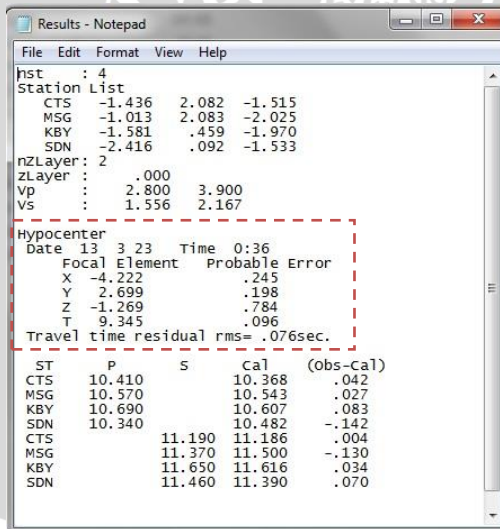 Results - Notepad
File Edit Format View Help
nst : 4
Station List
CTS -1.436 2.082 -1.515
MSG -1.013 2.083 -2.025
KBY -1.581 .459 -1.970
SDN -2.416 .092 -1.533
nZLayer: 2
zLayer : .000
Vp : 2.800 3.900
Vs : 1.556 2.167
Hypocenter
Date 13 3 23 Time 0:36
Focal Element Probable Error
X -4.222 .245
Y 2.699 .198
Z -1.269 .784
T 9.345 .096
Travel time residual rms= .076sec.
ST P S Cal (Obs-Cal)
CTS 10.410 10.368 .042
MSG 10.570 10.543 .027
KBY 10.690 10.607 .083
SDN 10.340 10.482 -.142
CTS 11.190 11.186 .004
MSG 11.370 11.500 -.130
KBY 11.650 11.616 .034
SDN 11.460 11.390 .070